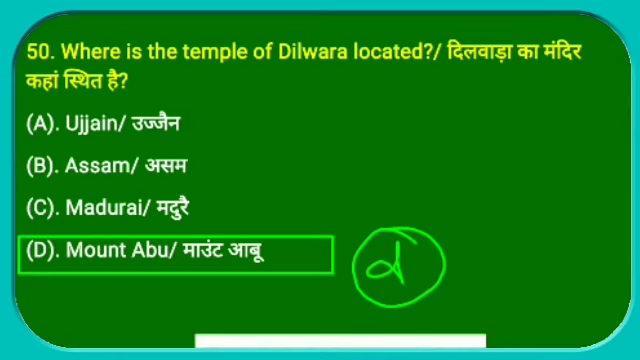 50. Where is the temple of Dilwara located?/ दिलवाड़ा का मंदिर
कहां स्थित है?
(A). Ujjain/ उज्जैन
(B). Assam/ असम
(C). Madurai/ मदुरै
(D). Mount Abu/ माउंट आबू
d